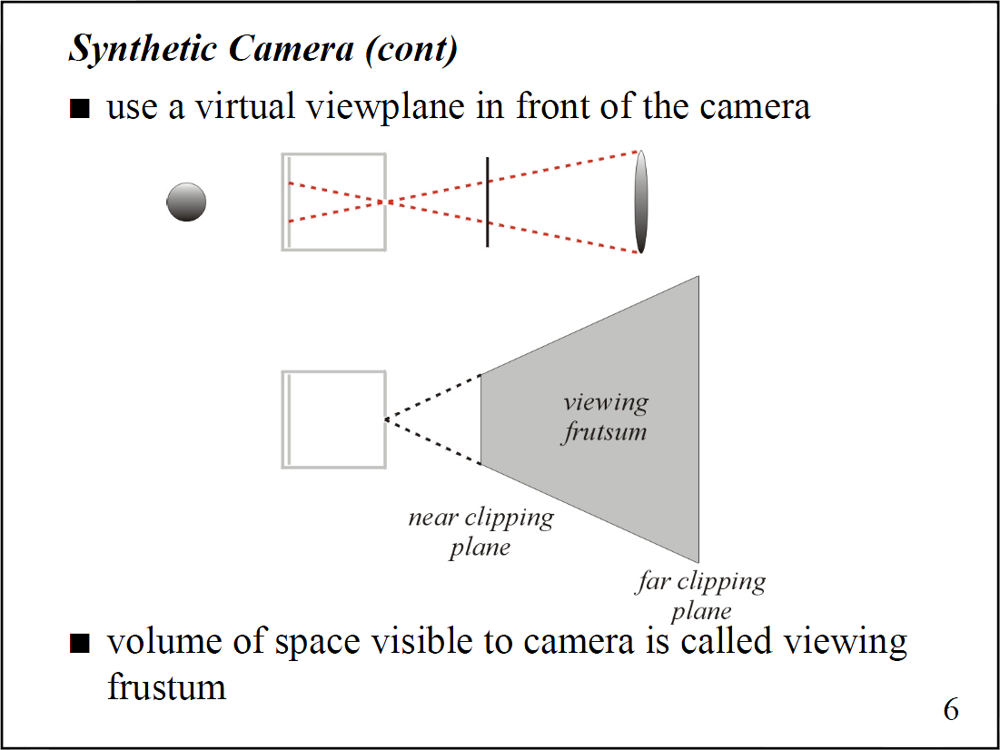 Synthetic Camera (cont)
■ use a virtual viewplane in front of the camera
viewing
frutsum
near clipping
plane
far clipping
plane
■ volume of space visible to camera is called viewing
frustum
6